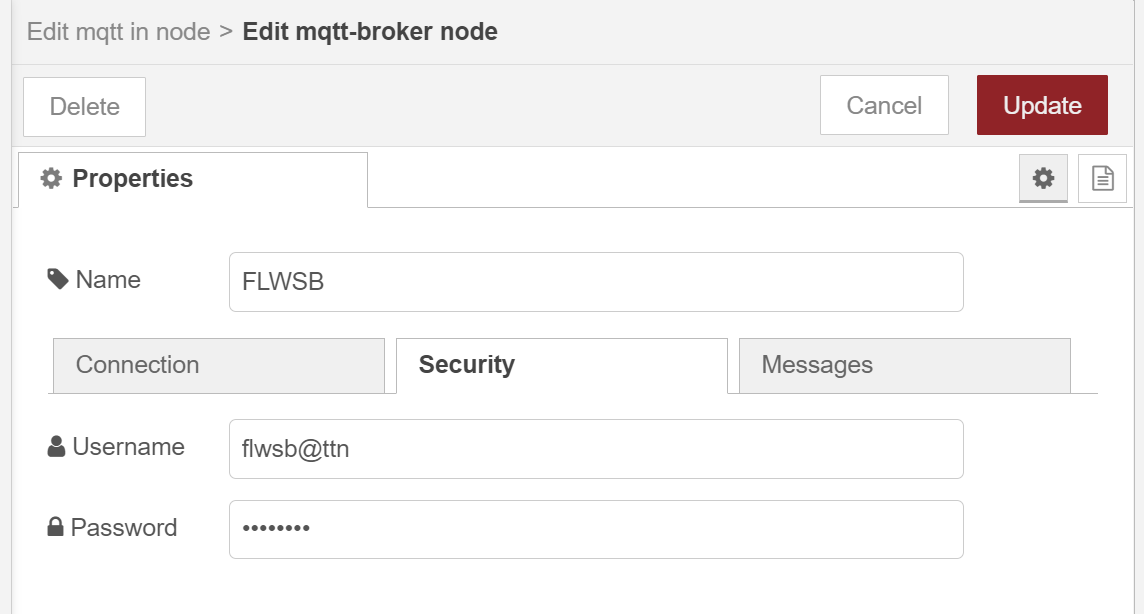 Edit mqtt in node > Edit mqtt-broker node
Delete
Cancel
Update
Properties
Name
FLWSB
Connection
Security
Messages
Username
flwsb@ttn
Password
••••••••